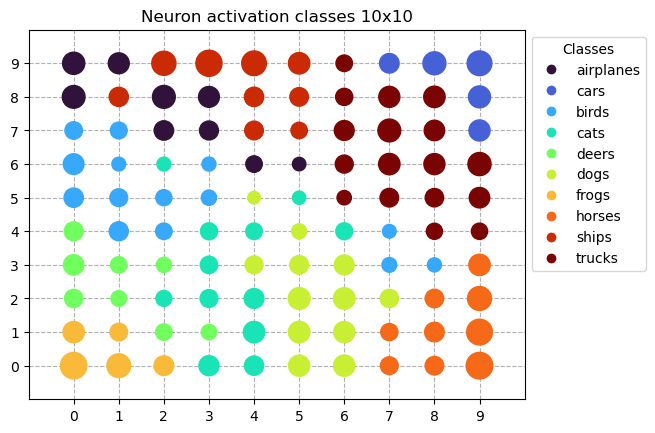 Neuron activation classes 10x10
9
8
7
6
5
4
3
2
1
0
0 1 2 3 4 5 6 7 8 9
Classes
airplanes
cars
birds
cats
deers
dogs
frogs
horses
ships
trucks